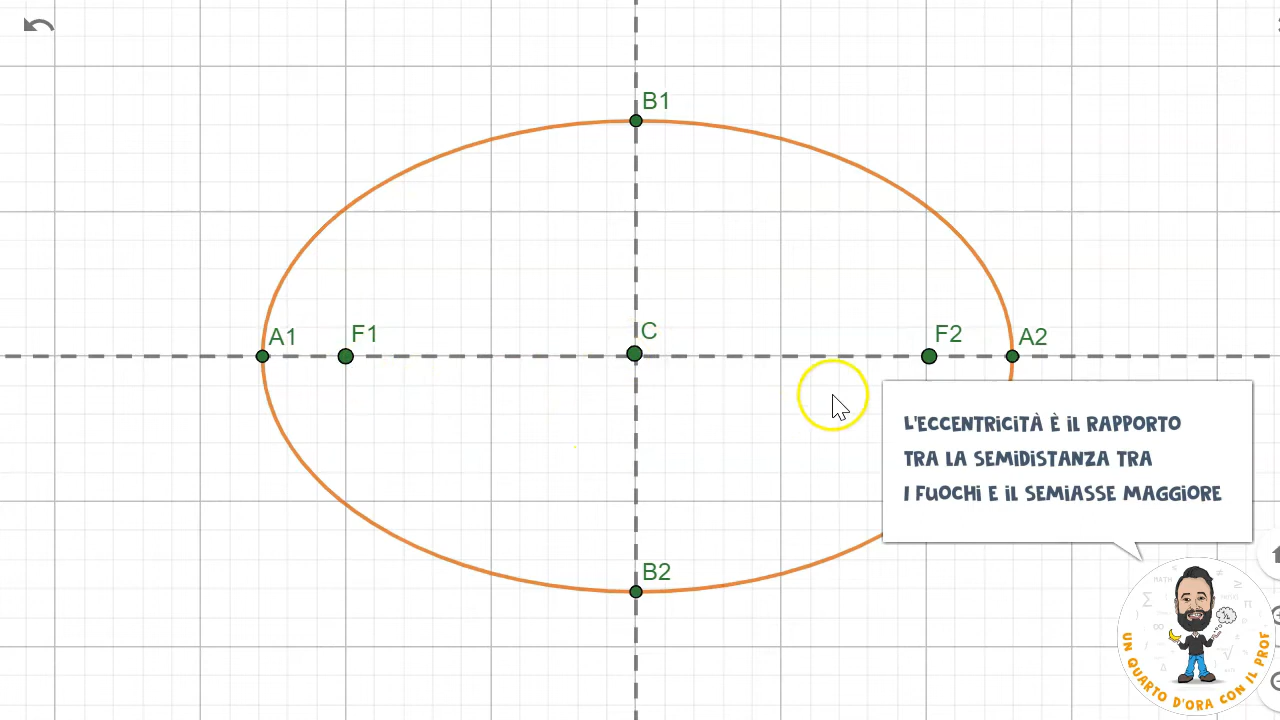 B1
A1
F1
C
F2
A2
L'ECCENTRICITÀ È IL RAPPORTO
TRA LA SEMIDISTANZA TRA
I FUOCHI E IL SEMIASSE MAGGIORE
B2
MATH
UN QUARTO D'ORA CON IL PROF